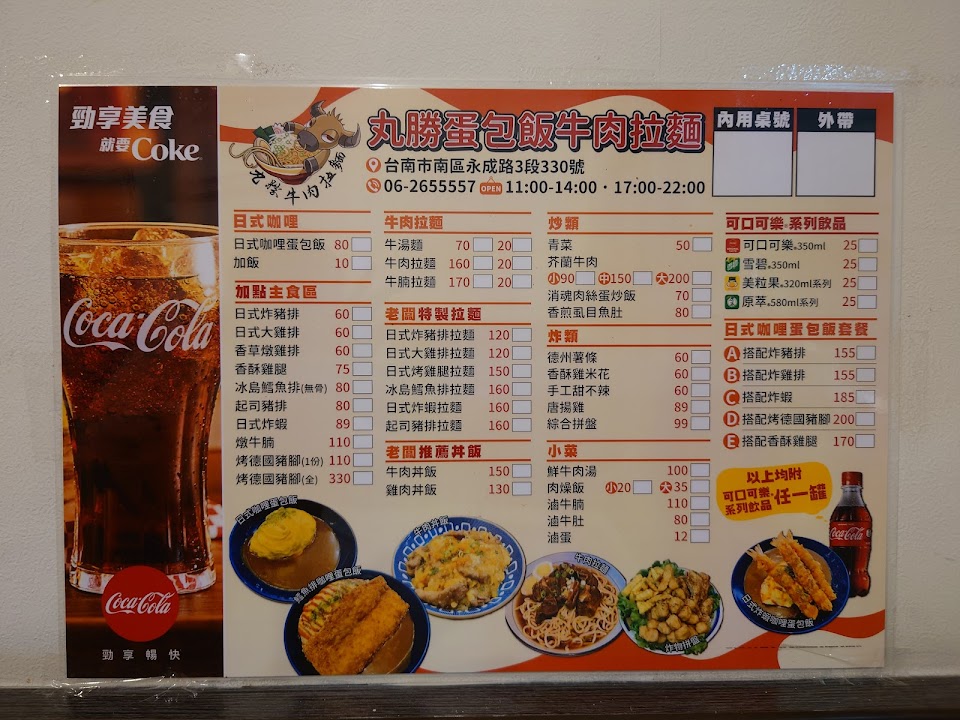 勁享美食
就要Coke
Coca-Cola
Coca-Cola
勁享暢快
丸勝蛋包飯牛肉拉麵
台南市南區永成路3段330號
06-2655557 OPEN 11:00-14:00・17:00-22:00
內用桌號 外帶
日式咖哩
日式咖哩蛋包飯 80
加飯 10
加點主食區
日式炸豬排 60
日式大雞排 60
香草燉雞排 60
香酥雞腿 75
冰島鱈魚排(無骨) 80
起司豬排 80
日式炸蝦 89
燉牛腩 110
烤德國豬腳(1份) 110
烤德國豬腳(全) 330
牛肉拉麵
牛湯麵 70 20
牛肉拉麵 160 20
牛腩拉麵 170 20
老闆特製拉麵
日式炸豬排拉麵 120
日式大雞排拉麵 120
日式烤雞腿拉麵 150
冰島鱈魚排拉麵 160
日式炸蝦拉麵 160
起司豬排拉麵 160
老闆推薦丼飯
牛肉丼飯 150
雞肉丼飯 130
炒類
青菜 50
芥蘭牛肉
小90 中150 大200
消魂肉絲蛋炒飯 70
香煎虱目魚肚 80
炸類
德州薯條 60
香酥雞米花 60
手工甜不辣 60
唐揚雞 89
綜合拼盤 99
小菜
鮮牛肉湯 100
肉燥飯 小20 大35
滷牛腩 110
滷牛肚 80
滷蛋 12
可口可樂®系列飲品
可口可樂®350ml 25
雪碧®350ml 25
美粒果®320ml系列 25
原萃®580ml系列 25
日式咖哩蛋包飯套餐
A 搭配炸豬排 155
B 搭配炸雞排 155
C 搭配炸蝦 185
D 搭配烤德國豬腳 200
E 搭配香酥雞腿 170
以上均附
可口可樂®
系列飲品 任一罐
Coca-Cola
日式咖哩蛋包飯
鱈魚排咖哩蛋包飯
牛肉丼飯
牛肉拉麵
炸物拼盤
日式炸蝦咖哩蛋包飯